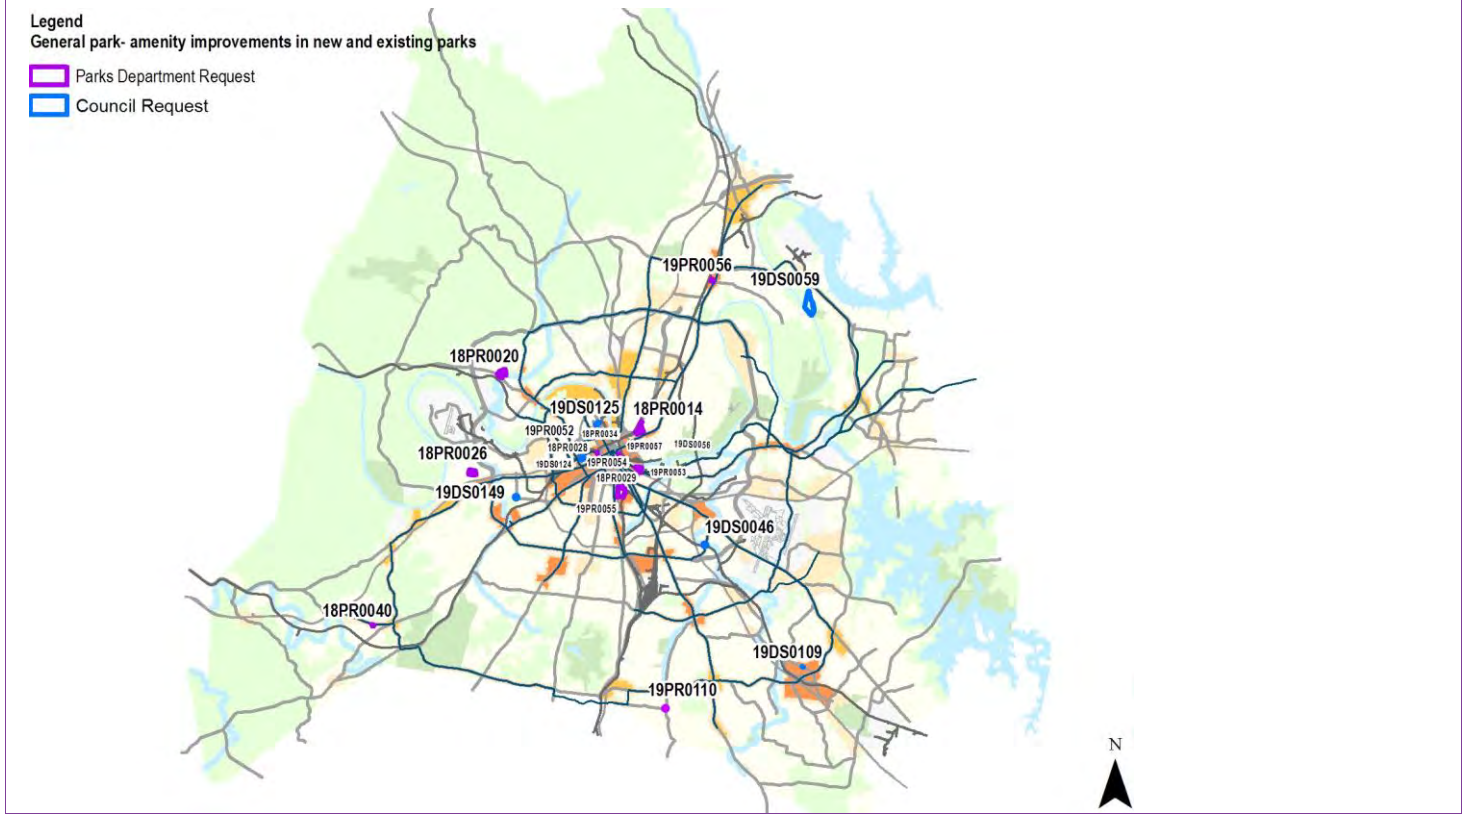 Legend
General park- amenity improvements in new and existing parks
Parks Department Request
Council Request
19PR0056
19DS0059
18PR0020
19DS0125
18PR0014
19PR0052
18PR0034
18PR0028
19PR0057
19DS0056
18PR0026
19DS0124
19PR0054
19PR0053
18PR0029
19DS0149
19PR0055
19DS0046
18PR0040
19DS0109
19PR0110
N